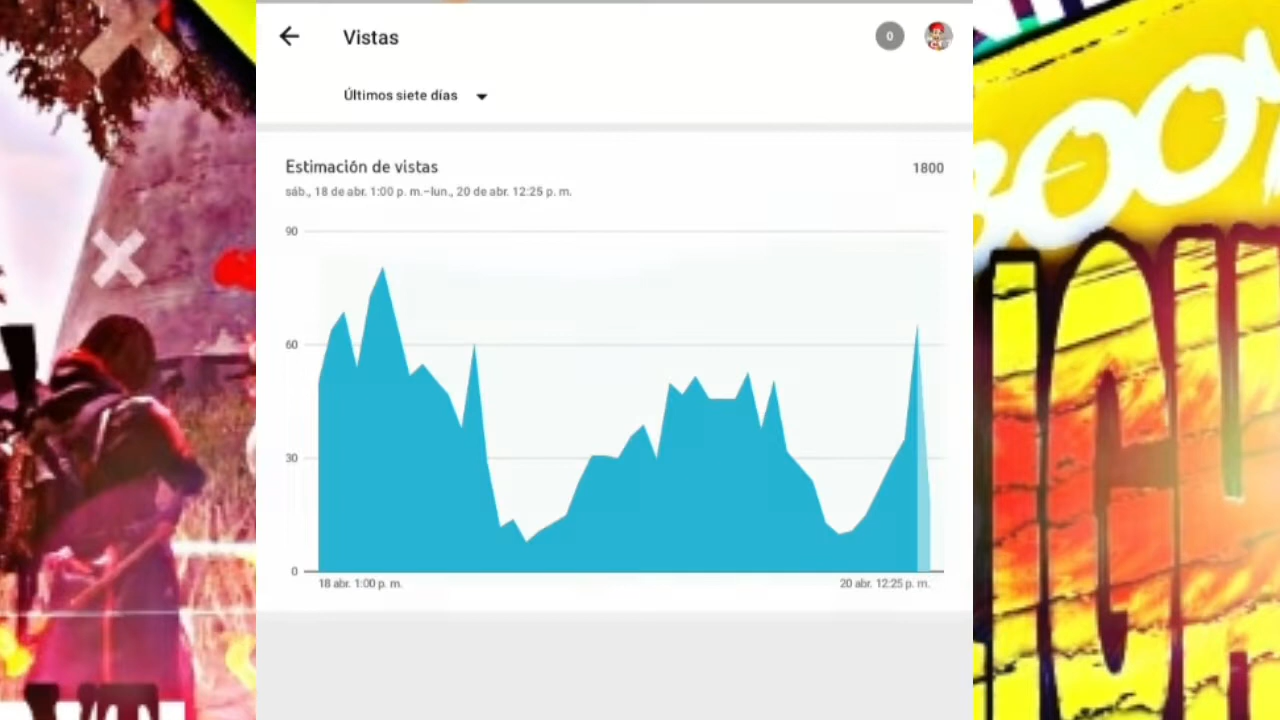 Vistas
0
Últimos siete días
Estimación de vistas
1800
sáb., 18 de abr. 1:00 p. m.–lun., 20 de abr. 12:25 p. m.
90
60
30
0
18 abr. 1:00 p. m.
20 abr. 12:25 p. m.